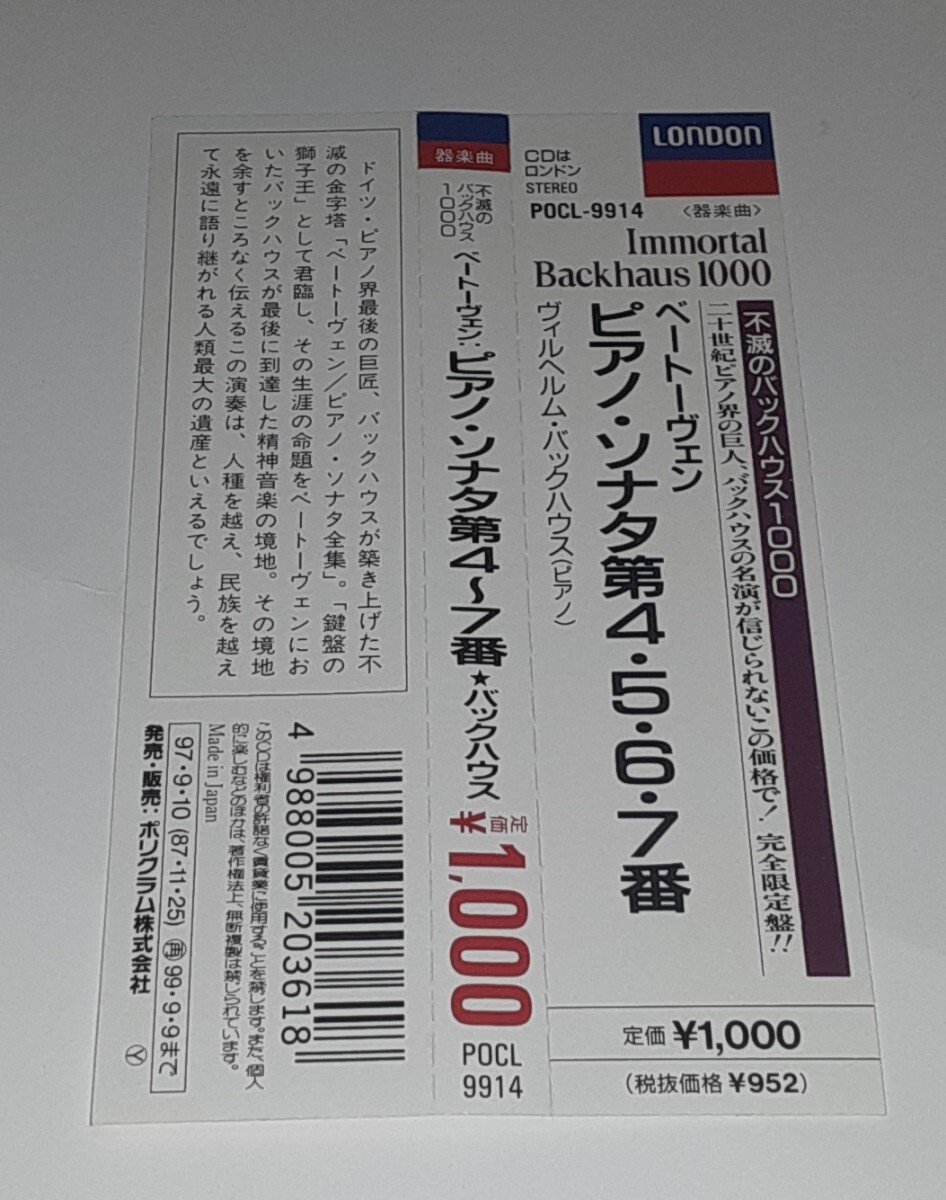 LONDON
CDは
ロンドン
STEREO
POCL-9914 〈器楽曲〉
Immortal
Backhaus 1000
不滅のバックハウス1000
二十世紀ピアノ界の巨人、バックハウスの名演が信じられないこの価格で! 完全限定盤!!
ベートーヴェン
ピアノ・ソナタ第4・5・6・7番
ヴィルヘルム・バックハウス(ピアノ)
定価 ¥1,000
(税抜価格 ¥952)
器楽曲
不滅の
バックハウス
1000
ベートーヴェン:ピアノ・ソナタ第4〜7番★バックハウス
定価
¥1,000
POCL
9914
ドイツ・ピアノ界最後の巨匠、バックハウスが築き上げた不
滅の金字塔「ベートーヴェン/ピアノ・ソナタ全集」。「鍵盤の
獅子王」として君臨し、その生涯の命題をベートーヴェンにお
いたバックハウスが最後に到達した精神音楽の境地。その境地
を余すところなく伝えるこの演奏は、人種を越え、民族を越え
て永遠に語り継がれる人類最大の遺産といえるでしょう。
4 988005 203618
このCDは権利者の許諾なく賃貸業に使用することを禁じます。また、個人
的に楽しむなどのほかは、著作権法上、無断複製は禁じられています。
Made in Japan
97・9・10 (87・11・25) 再 99・9・9まで
発売・販売:ポリグラム株式会社
Ⓨ